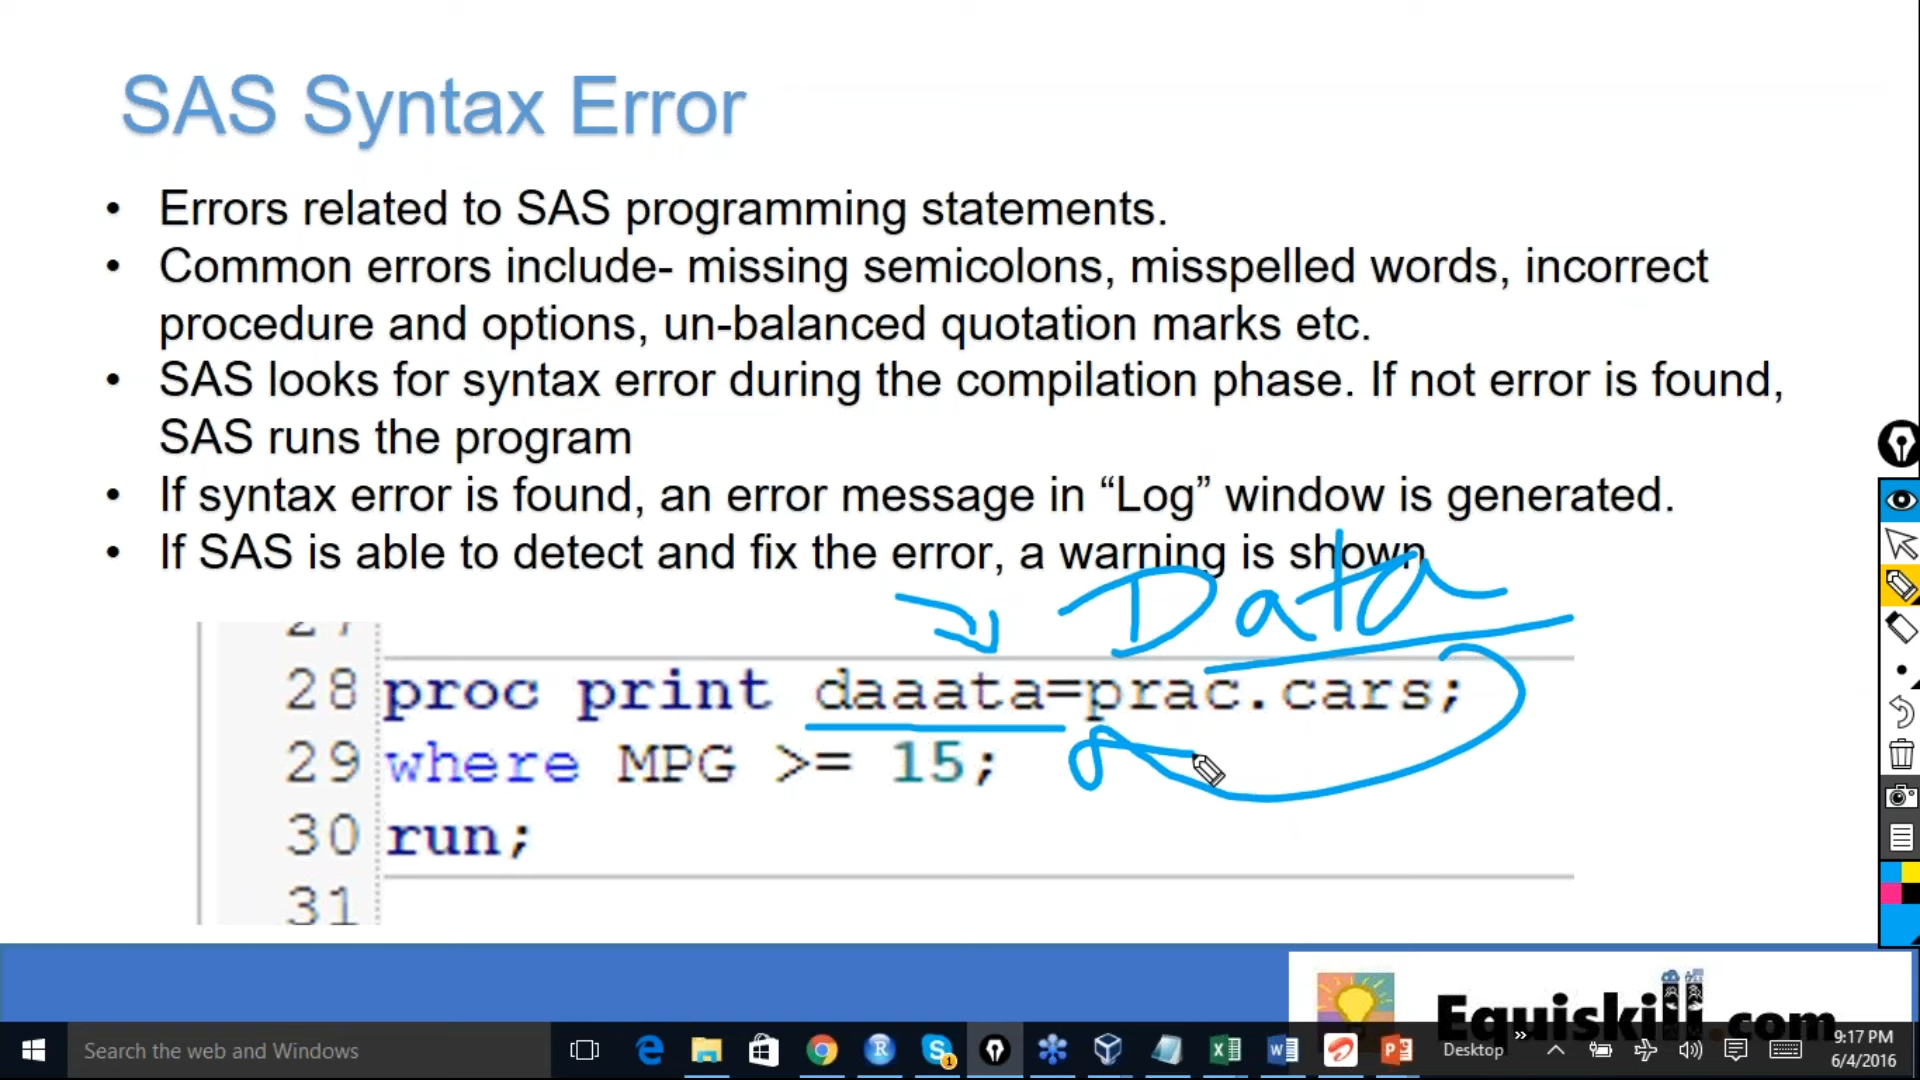 SAS Syntax Error
• Errors related to SAS programming statements.
• Common errors include- missing semicolons, misspelled words, incorrect
procedure and options, un-balanced quotation marks etc.
• SAS looks for syntax error during the compilation phase. If not error is found,
SAS runs the program
• If syntax error is found, an error message in “Log” window is generated.
• If SAS is able to detect and fix the error, a warning is shown
Data
27
28 proc print daaata=prac.cars;
29 where MPG >= 15;
30 run;
31
Equiskill.com
Search the web and Windows
Desktop
9:17 PM
6/4/2016